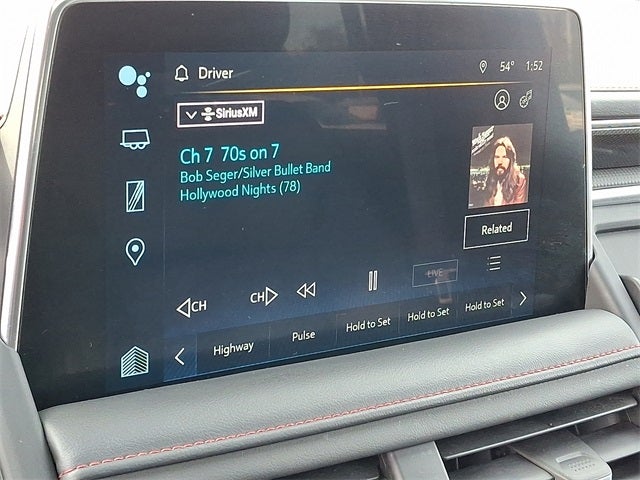 Driver 54° 1:52
SiriusXM
Ch 7 70s on 7
Bob Seger/Silver Bullet Band
Hollywood Nights (78)
Related
CH CH LIVE
Highway Pulse Hold to Set Hold to Set Hold to Set